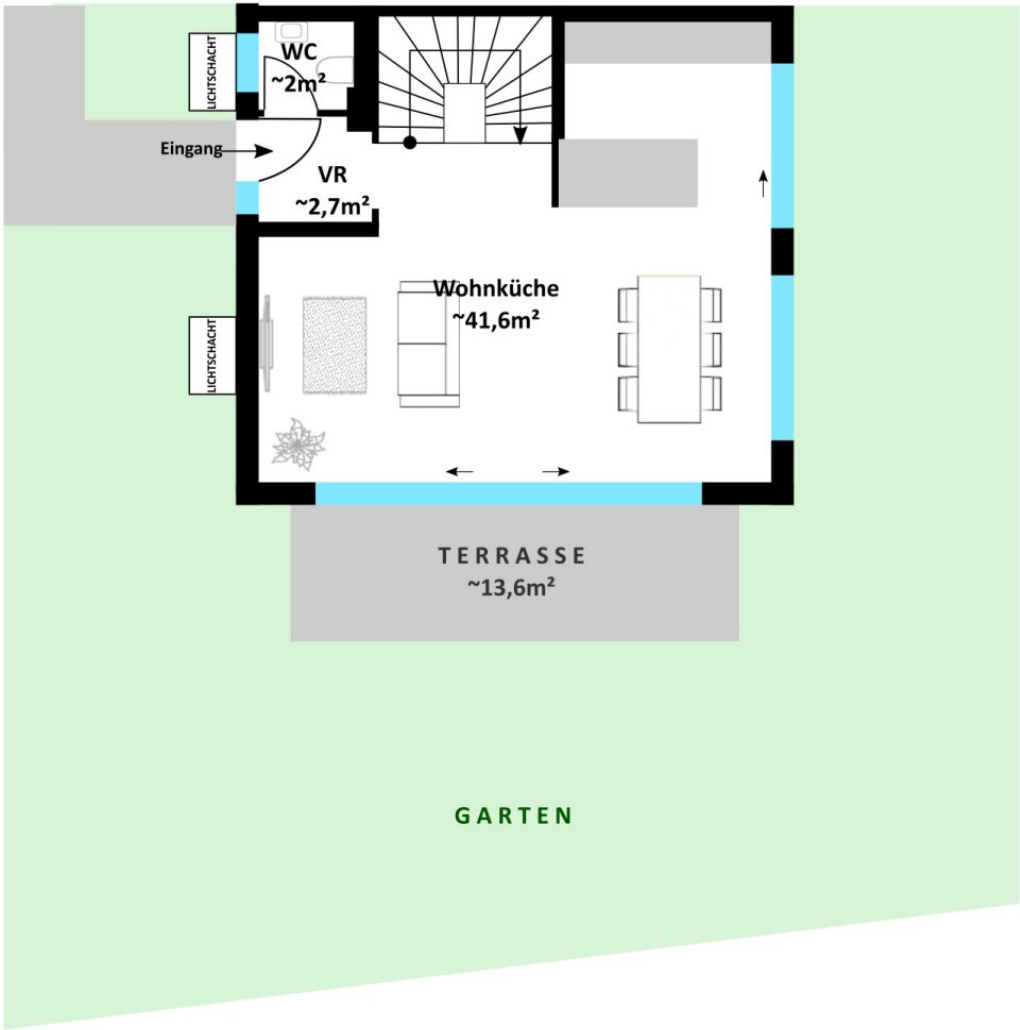 LICHTSCHACHT
WC
~2m²
Eingang
VR
~2,7m²
Wohnküche
~41,6m²
LICHTSCHACHT
TERRASSE
~13,6m²
GARTEN